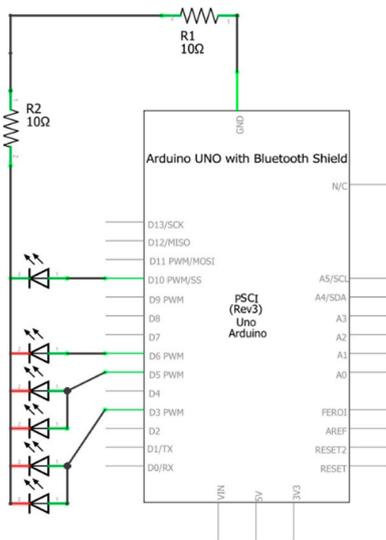 R1
10Ω
R2
10Ω
GND
Arduino UNO with Bluetooth Shield
N/C
D13/SCK
D12/MISO
D11 PWM/MOSI
D10 PWM/SS
D9 PWM
D8
D7
D6 PWM
D5 PWM
D4
D3 PWM
D2
D1/TX
D0/RX
PSCI
(Rev3)
Uno
Arduino
A5/SCL
A4/SDA
A3
A2
A1
A0
FEROI
AREF
RESET2
RESET
VIN
5V
3V3